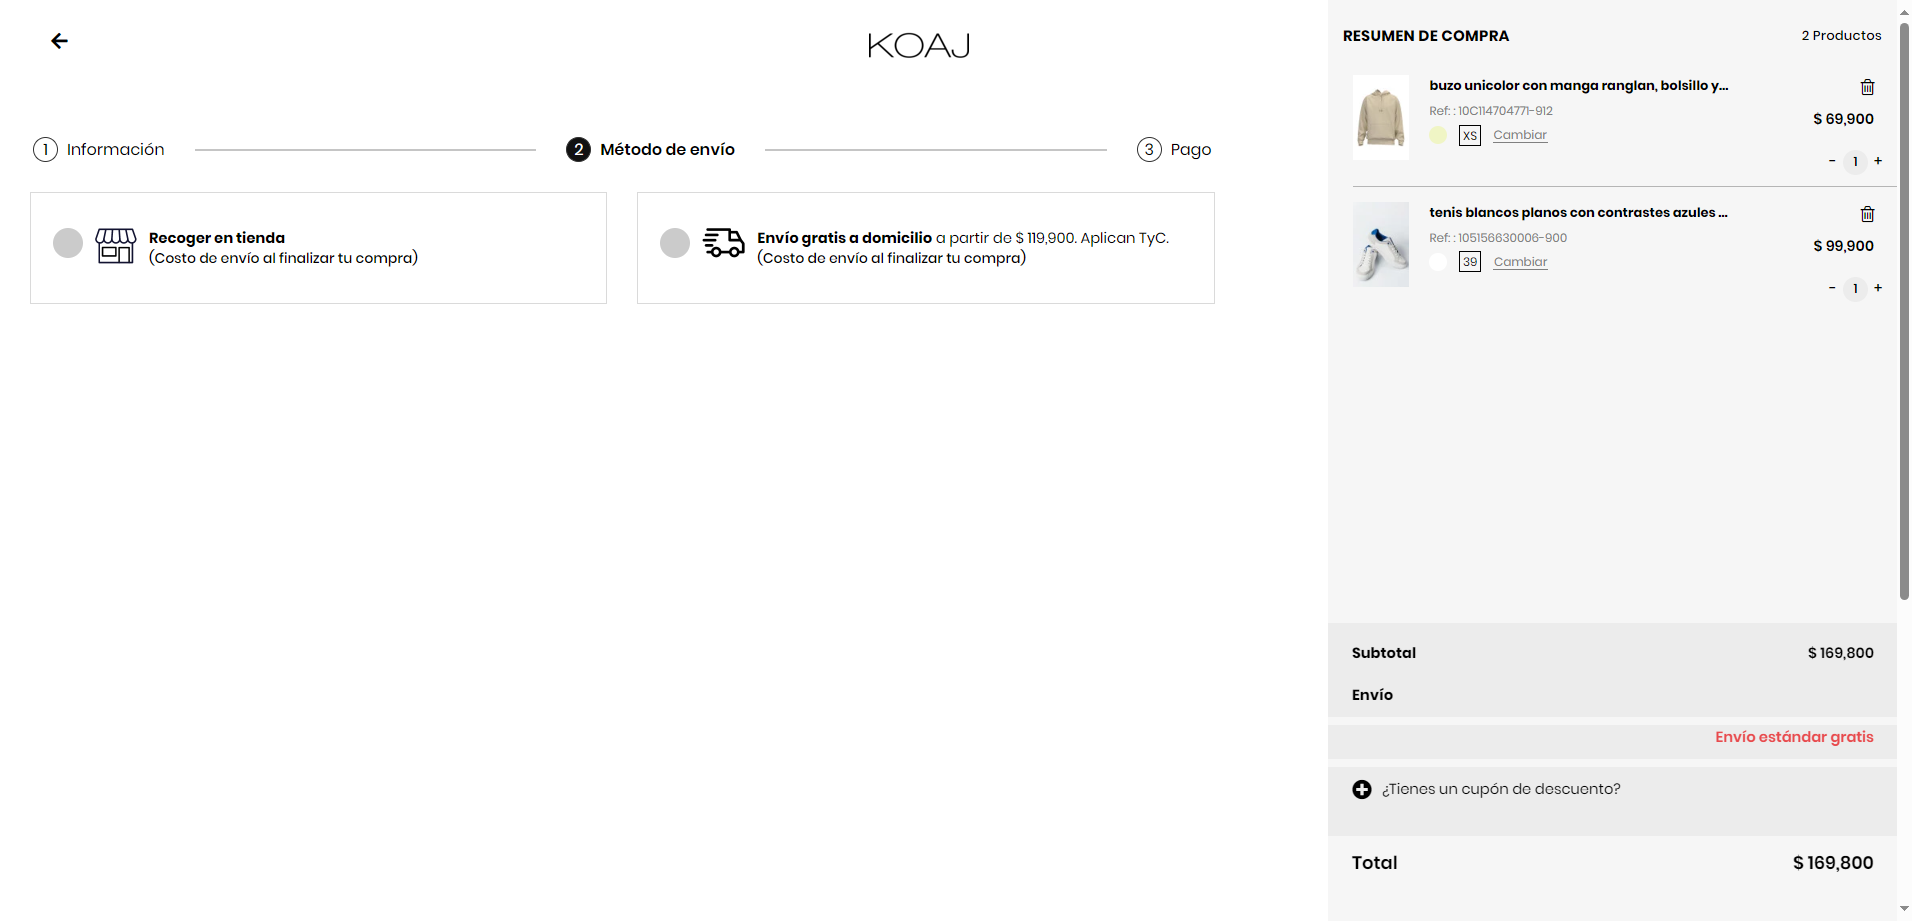 KOAJ
1 Información
2 Método de envío
3 Pago
Recoger en tienda
(Costo de envío al finalizar tu compra)
Envío gratis a domicilio a partir de $ 119,900. Aplican TyC.
(Costo de envío al finalizar tu compra)
RESUMEN DE COMPRA
2 Productos
buzo unicolor con manga ranglan, bolsillo y...
Ref: : 10C114704771-912
$ 69,900
XS Cambiar
- 1 +
tenis blancos planos con contrastes azules ...
Ref: : 105156630006-900
$ 99,900
39 Cambiar
- 1 +
Subtotal $ 169,800
Envío
Envío estándar gratis
¿Tienes un cupón de descuento?
Total $ 169,800